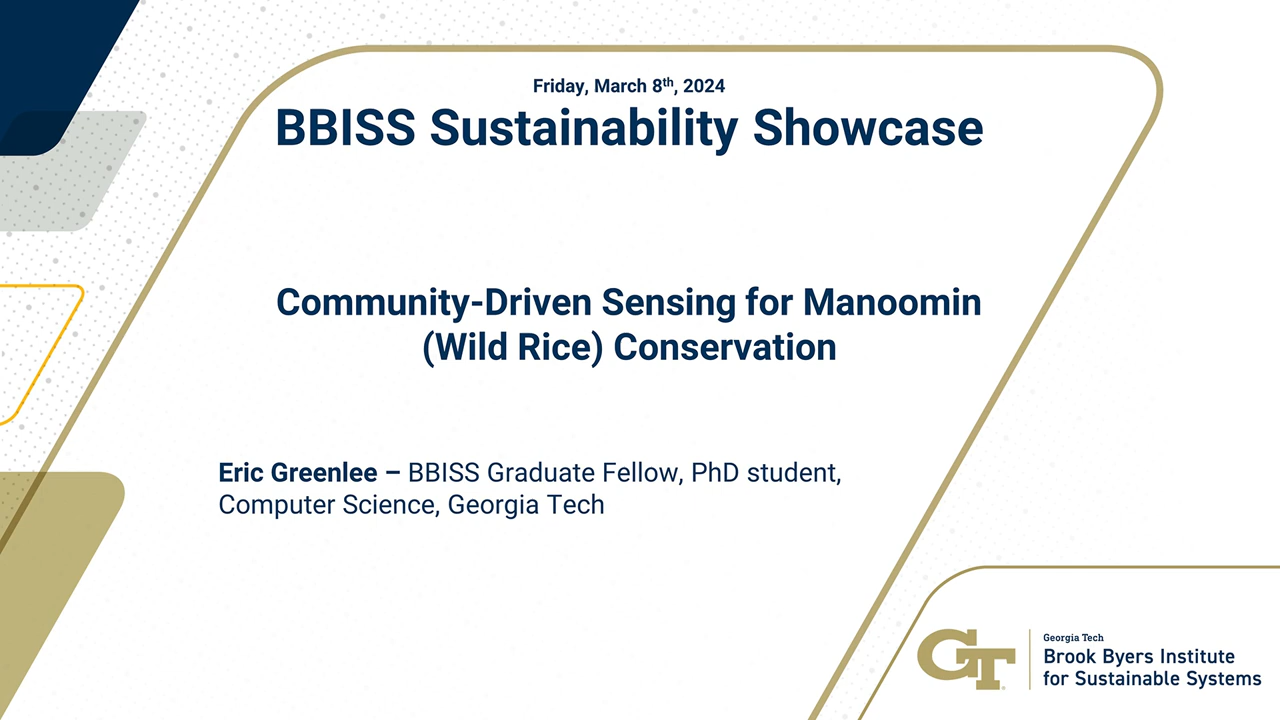 Friday, March 8th, 2024
BBISS Sustainability Showcase
Community-Driven Sensing for Manoomin
(Wild Rice) Conservation
Eric Greenlee – BBISS Graduate Fellow, PhD student,
Computer Science, Georgia Tech
GT
Georgia Tech
Brook Byers Institute
for Sustainable Systems